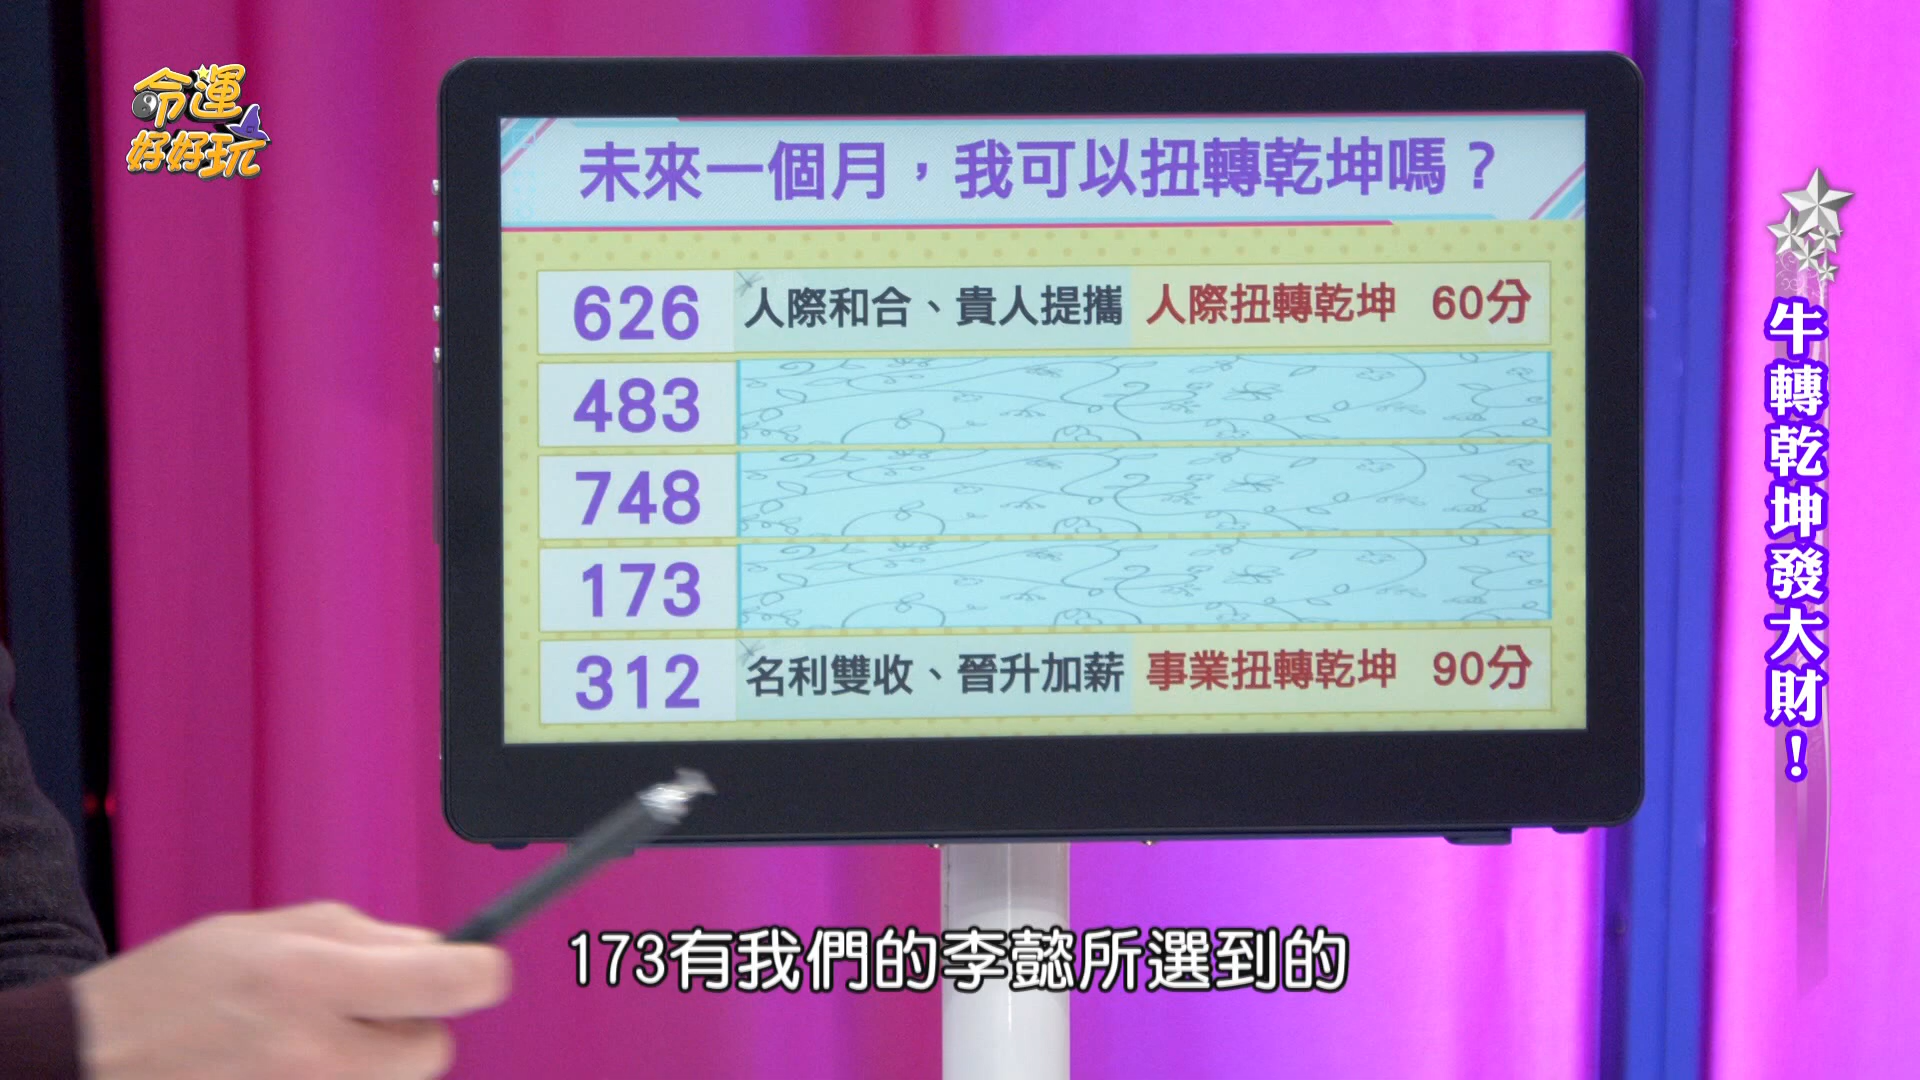 命運
好好玩
未來一個月，我可以扭轉乾坤嗎？
626 人際和合、貴人提攜 人際扭轉乾坤 60分
483
748
173
312 名利雙收、晉升加薪 事業扭轉乾坤 90分
牛轉乾坤發大財！
173有我們的李懿所選到的